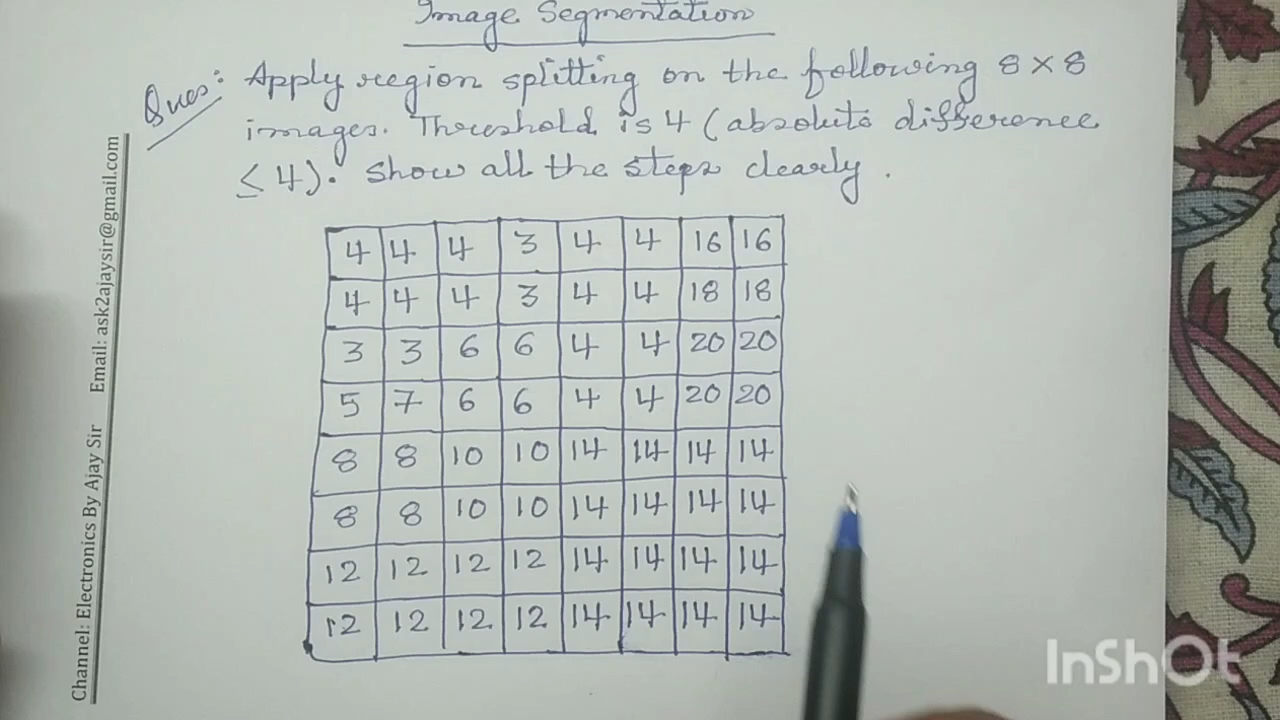 Image Segmentation
Ques: Apply region splitting on the following 8 x 8
images. Threshold is 4 (absolute difference
≤ 4). Show all the steps clearly.
4 4 4 3 4 4 16 16
4 4 4 3 4 4 18 18
3 3 6 6 4 4 20 20
5 7 6 6 4 4 20 20
8 8 10 10 14 14 14 14
8 8 10 10 14 14 14 14
12 12 12 12 14 14 14 14
12 12 12 12 14 14 14 14
Channel: Electronics By Ajay Sir Email: ask2ajaysir@gmail.com
InShOt